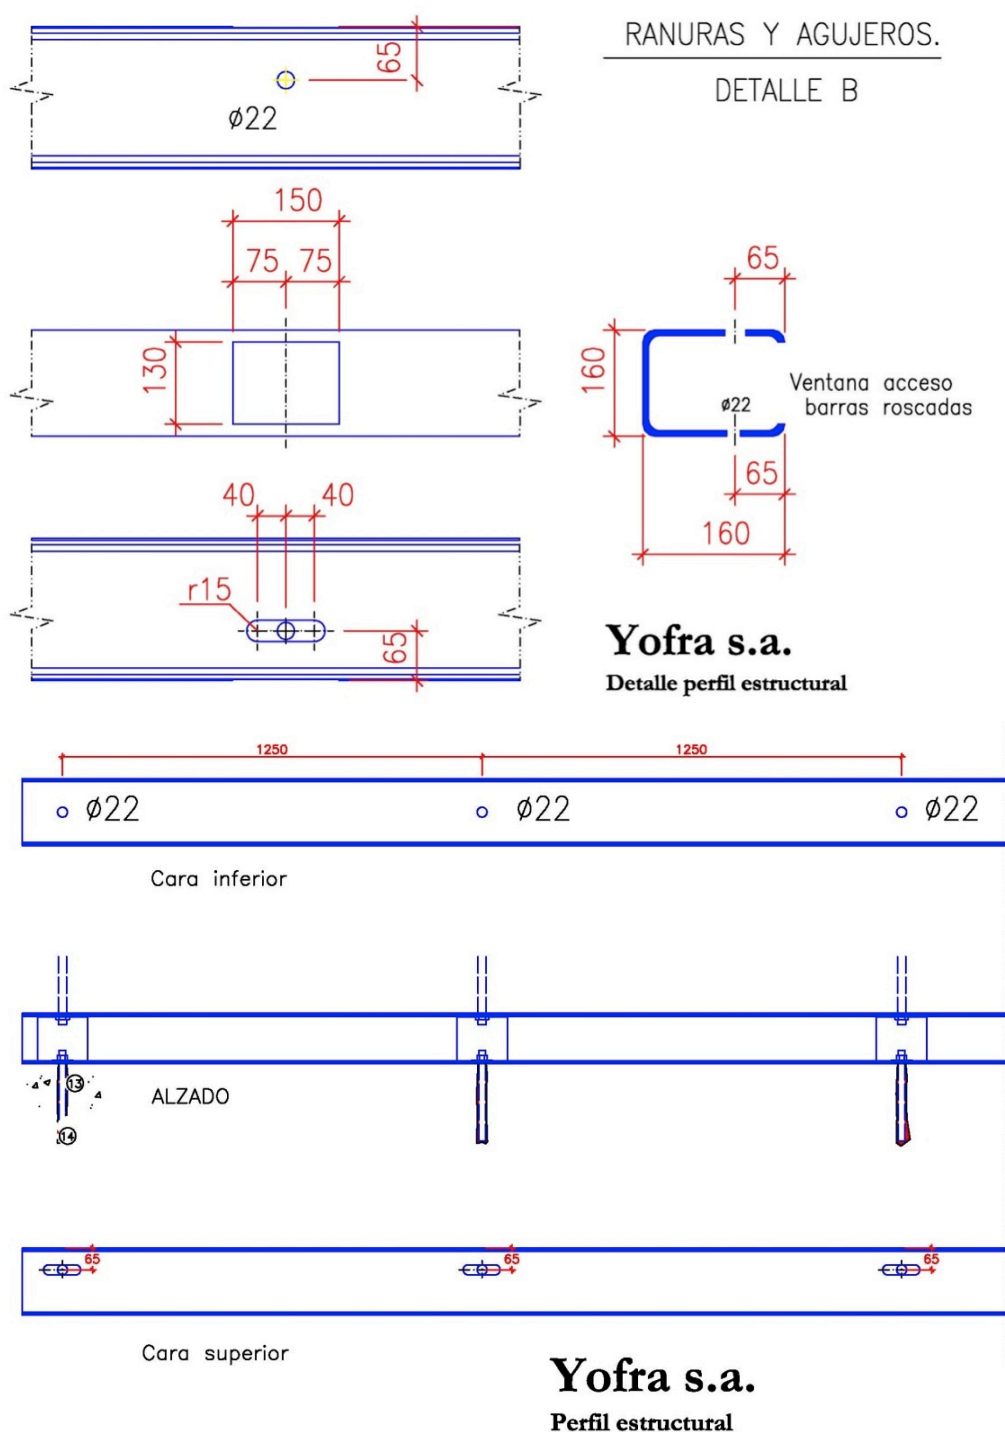 RANURAS Y AGUJEROS.
DETALLE B
65
ø22
150
75 75
65
130
160
Ventana acceso
barras roscadas
ø22
65
160
40 40
r15
65
Yofra s.a.
Detalle perfil estructural
1250 1250
ø22 ø22 ø22
Cara inferior
13
ALZADO
14
65 65 65
Cara superior
Yofra s.a.
Perfil estructural